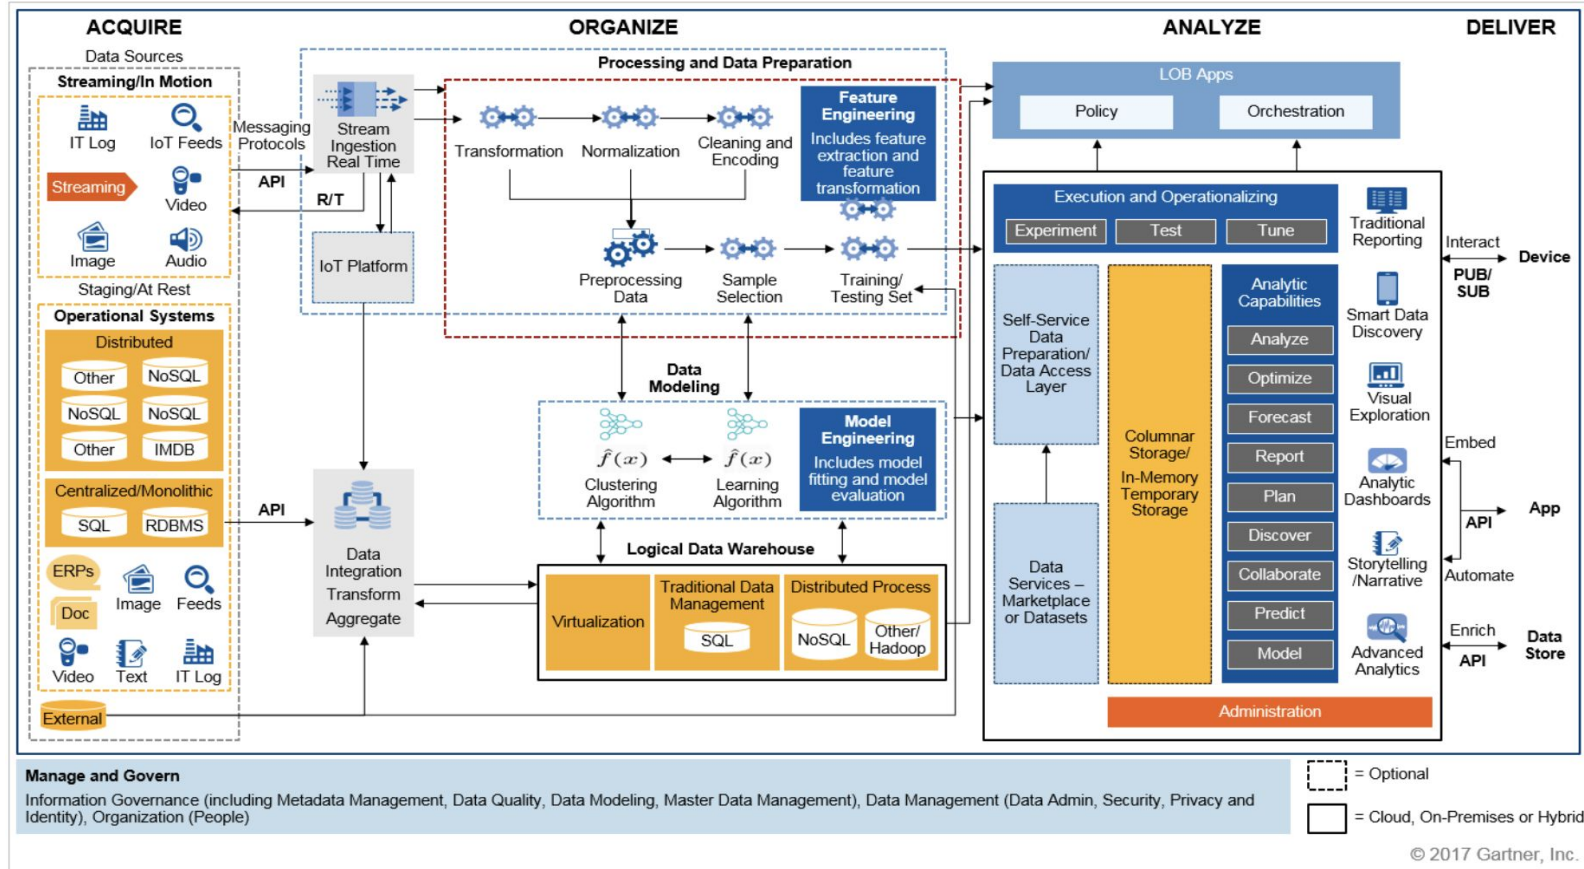 ACQUIRE
ORGANIZE
ANALYZE
DELIVER
Data Sources
Streaming/In Motion
IT Log
IoT Feeds
Streaming
Video
Image
Audio
Messaging
Protocols
API
R/T
Staging/At Rest
Operational Systems
Distributed
Other
NoSQL
NoSQL
NoSQL
Other
IMDB
Centralized/Monolithic
SQL
RDBMS
API
ERPs
Image
Feeds
Doc
Video
Text
IT Log
External
Stream
Ingestion
Real Time
IoT Platform
Data
Integration
Transform
Aggregate
Processing and Data Preparation
Transformation
Normalization
Cleaning and
Encoding
Feature
Engineering
Includes feature
extraction and
feature
transformation
Preprocessing
Data
Sample
Selection
Training/
Testing Set
Data
Modeling
f̂(x)
f̂(x)
Clustering
Algorithm
Learning
Algorithm
Model
Engineering
Includes model
fitting and model
evaluation
Logical Data Warehouse
Virtualization
Traditional Data
Management
SQL
Distributed Process
NoSQL
Other/
Hadoop
LOB Apps
Policy
Orchestration
Execution and Operationalizing
Experiment
Test
Tune
Self-Service
Data
Preparation/
Data Access
Layer
Data
Services –
Marketplace
or Datasets
Columnar
Storage/
In-Memory
Temporary
Storage
Analytic
Capabilities
Analyze
Optimize
Forecast
Report
Plan
Discover
Collaborate
Predict
Model
Traditional
Reporting
Smart Data
Discovery
Visual
Exploration
Analytic
Dashboards
Storytelling
/Narrative
Advanced
Analytics
Administration
Interact
PUB/
SUB
Device
Embed
API
App
Automate
Enrich
API
Data
Store
Manage and Govern
Information Governance (including Metadata Management, Data Quality, Data Modeling, Master Data Management), Data Management (Data Admin, Security, Privacy and
Identity), Organization (People)
= Optional
= Cloud, On-Premises or Hybrid
© 2017 Gartner, Inc.